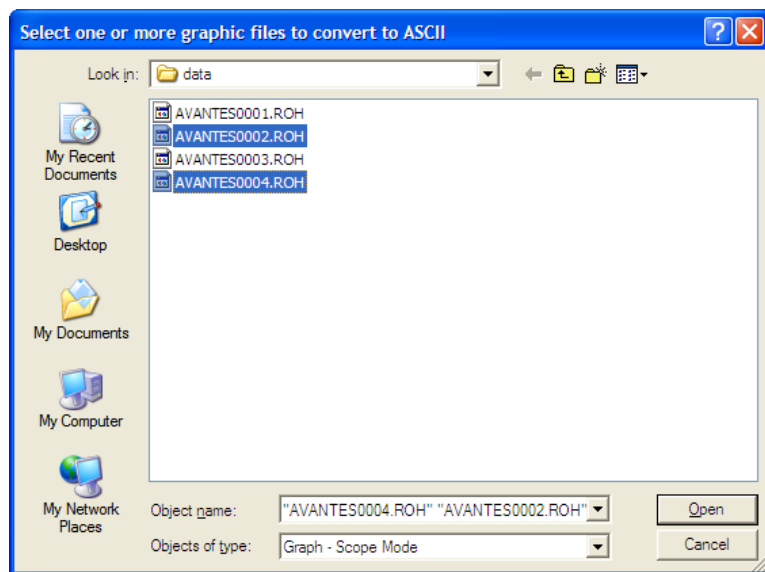 Select one or more graphic files to convert to ASCII
Look in: data
AVANTES0001.ROH
AVANTES0002.ROH
AVANTES0003.ROH
AVANTES0004.ROH
My Recent
Documents
Desktop
My Documents
My Computer
My Network
Places
Object name: "AVANTES0004.ROH" "AVANTES0002.ROH" Open
Objects of type: Graph - Scope Mode Cancel